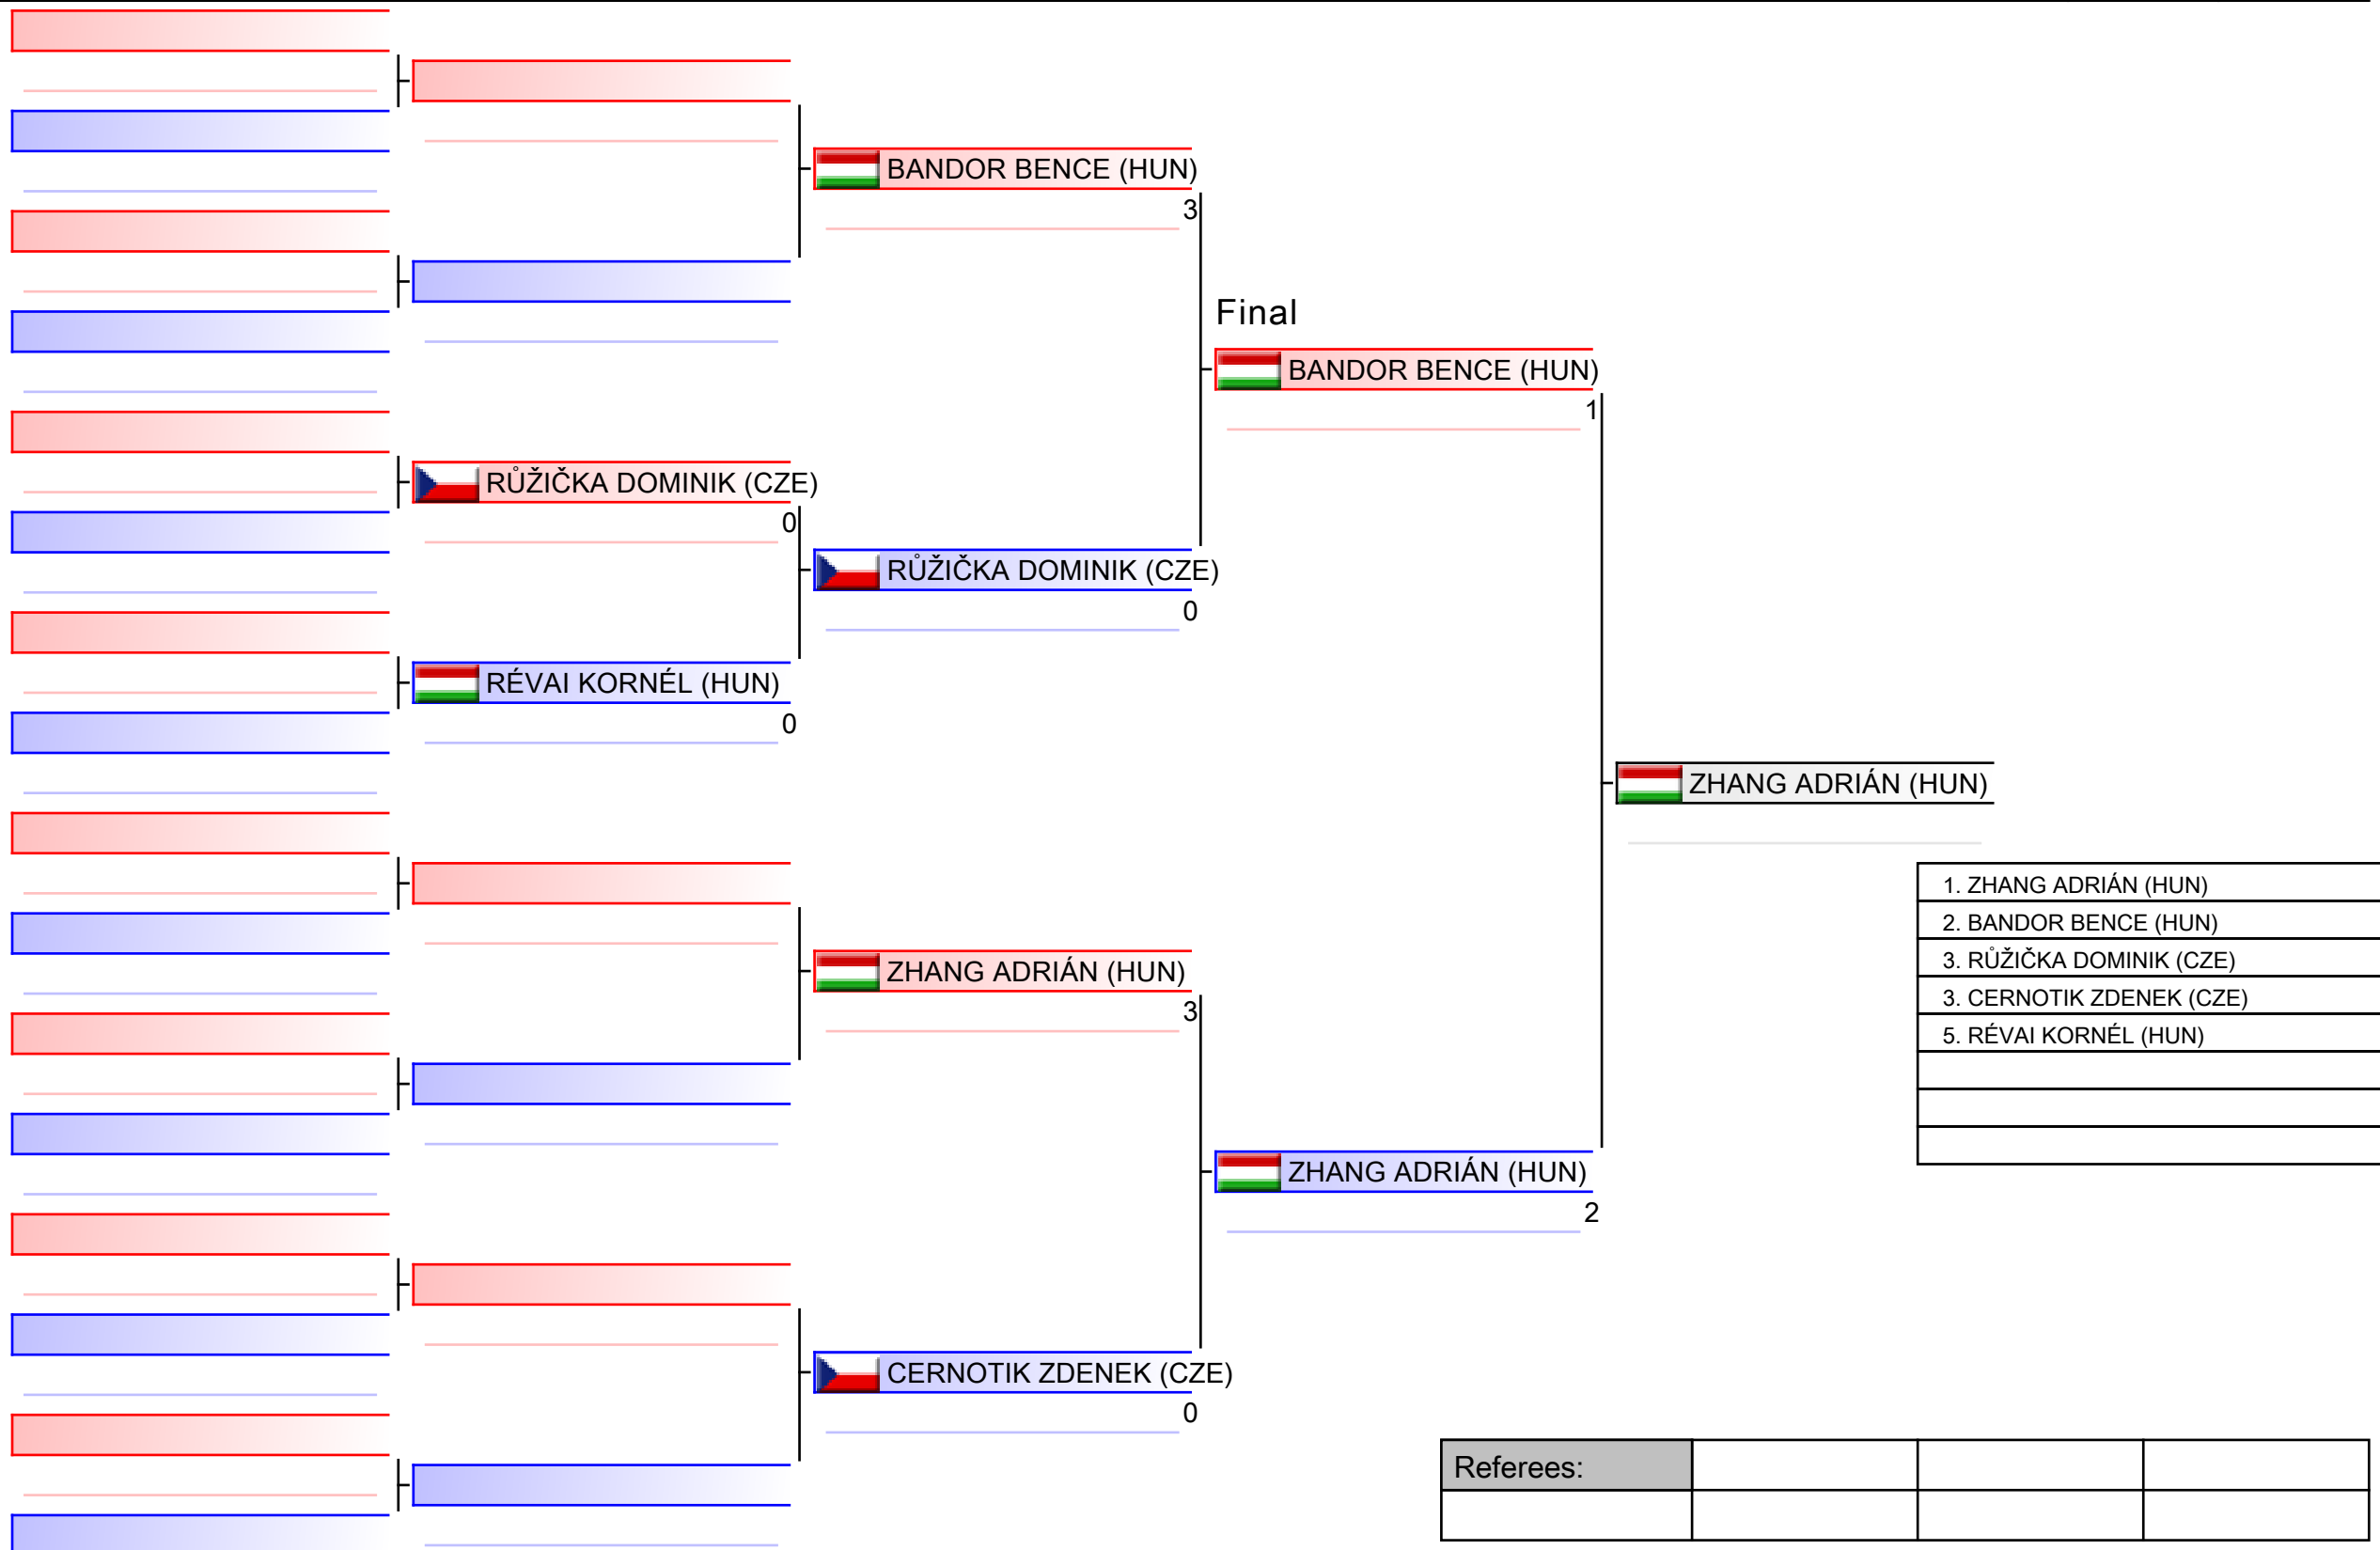 BANDOR BENCE (HUN)
3
Final
BANDOR BENCE (HUN)
1
RŮŽIČKA DOMINIK (CZE)
0
RŮŽIČKA DOMINIK (CZE)
0
RÉVAI KORNÉL (HUN)
0
ZHANG ADRIÁN (HUN)
1. ZHANG ADRIÁN (HUN)
2. BANDOR BENCE (HUN)
3. RŮŽIČKA DOMINIK (CZE)
3. CERNOTIK ZDENEK (CZE)
5. RÉVAI KORNÉL (HUN)
ZHANG ADRIÁN (HUN)
3
ZHANG ADRIÁN (HUN)
2
CERNOTIK ZDENEK (CZE)
0
Referees: